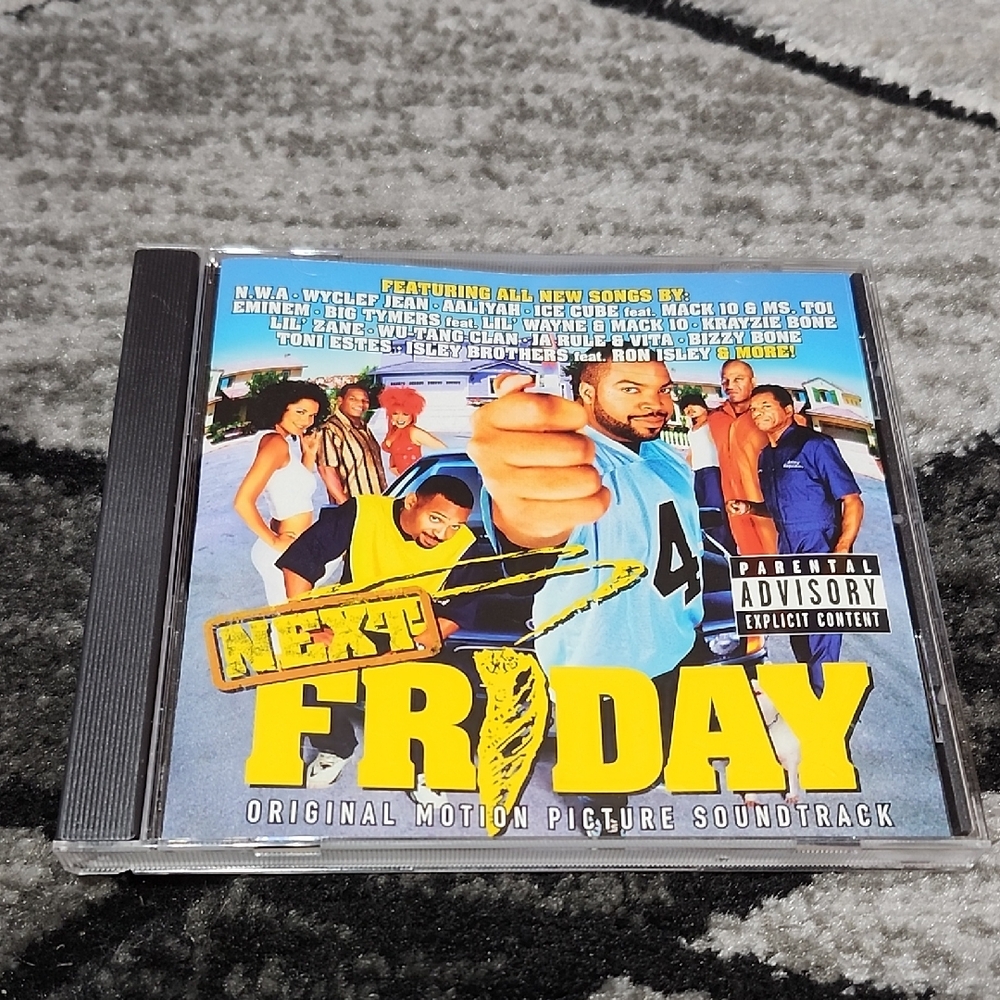 FEATURING ALL NEW SONGS BY:
N.W.A · WYCLEF JEAN · AALIYAH · ICE CUBE feat. MACK 10 & MS. TOI
EMINEM · BIG TYMERS feat. LIL' WAYNE & MACK 10 · KRAYZIE BONE
LIL' ZANE · WU-TANG CLAN · JA RULE & VITA · BIZZY BONE
TONI ESTES · ISLEY BROTHERS feat. RON ISLEY & MORE!
4
PARENTAL
ADVISORY
EXPLICIT CONTENT
NEXT
FRIDAY
ORIGINAL MOTION PICTURE SOUNDTRACK